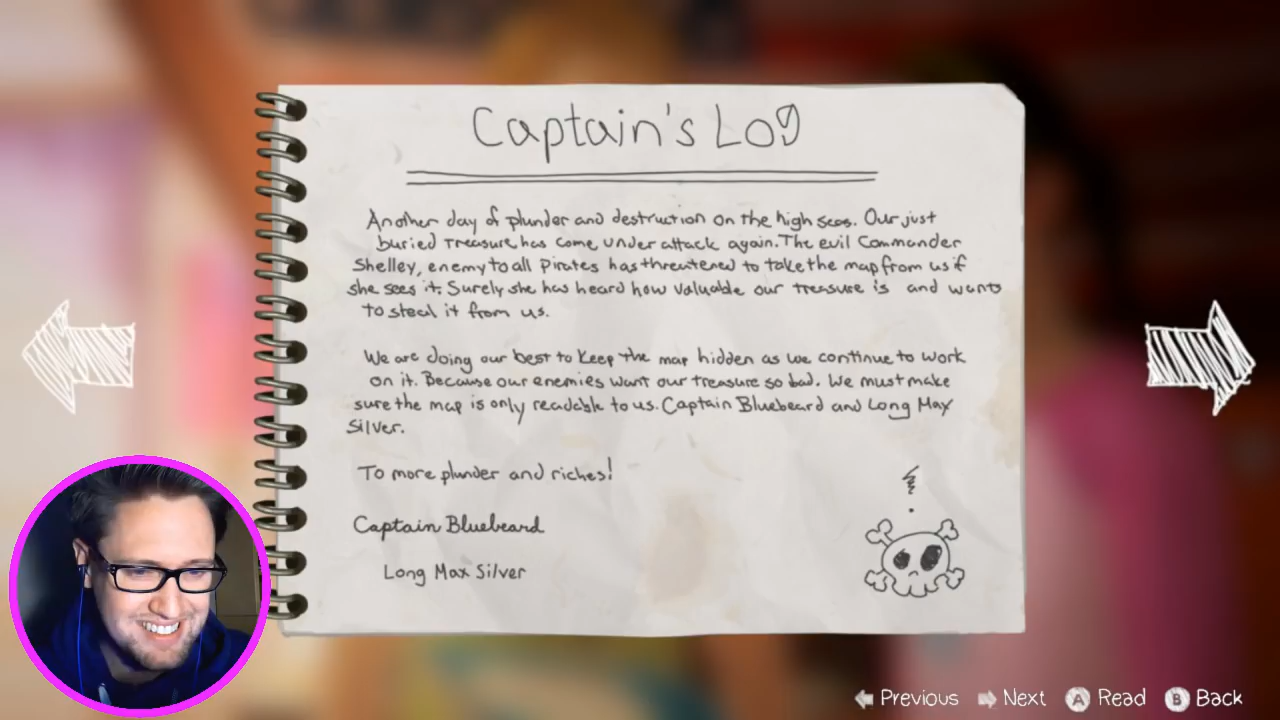 Captain's Log
Another day of plunder and destruction on the high seas. Our just
buried treasure has come under attack again. The evil Commander
Shelley, enemy to all Pirates has threatened to take the map from us if
she sees it. Surely she has heard how valuable our treasure is and wants
to steal it from us.
We are doing our best to keep the map hidden as we continue to work
on it. Because our enemies want our treasure so bad. We must make
sure the map is only readable to us. Captain Bluebeard and Long Max
Silver.
To more plunder and riches!
Captain Bluebeard
Long Max Silver
Previous Next A Read B Back